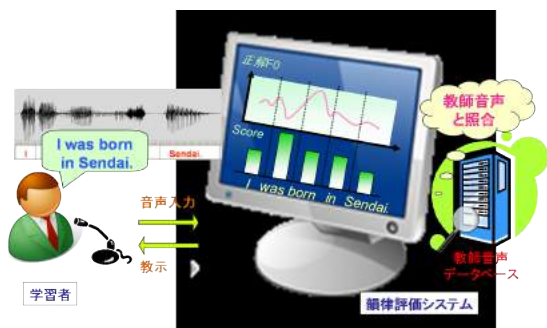 正解F0
教師音声
と照合
Score
I
Sendai.
I was born
in Sendai.
I was born in Sendai.
音声入力
教示
教師音声
データベース
学習者
韻律評価システム